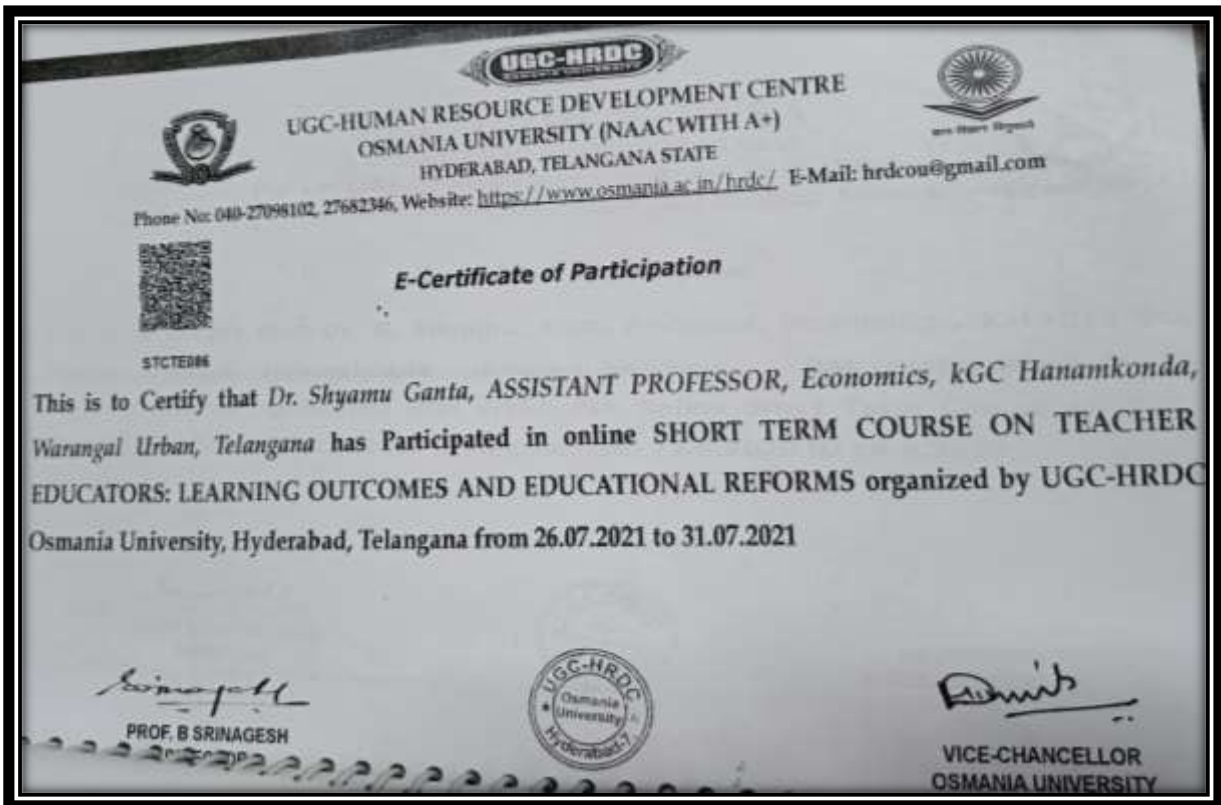 UGC-HRDC
OSMANIA UNIVERSITY
UGC-HUMAN RESOURCE DEVELOPMENT CENTRE
OSMANIA UNIVERSITY (NAAC WITH A+)
HYDERABAD, TELANGANA STATE
Phone No: 040-27098102, 27682346, Website: https://www.osmania.ac.in/hrdc/ E-Mail: hrdcou@gmail.com
E-Certificate of Participation
STCTED86
This is to Certify that Dr. Shyamu Ganta, ASSISTANT PROFESSOR, Economics, kGC Hanamkonda,
Warangal Urban, Telangana has Participated in online SHORT TERM COURSE ON TEACHER
EDUCATORS: LEARNING OUTCOMES AND EDUCATIONAL REFORMS organized by UGC-HRDC
Osmania University, Hyderabad, Telangana from 26.07.2021 to 31.07.2021
UGC-HRDC
Osmania
University
Hyderabad-7
PROF. B SRINAGESH
VICE-CHANCELLOR
OSMANIA UNIVERSITY